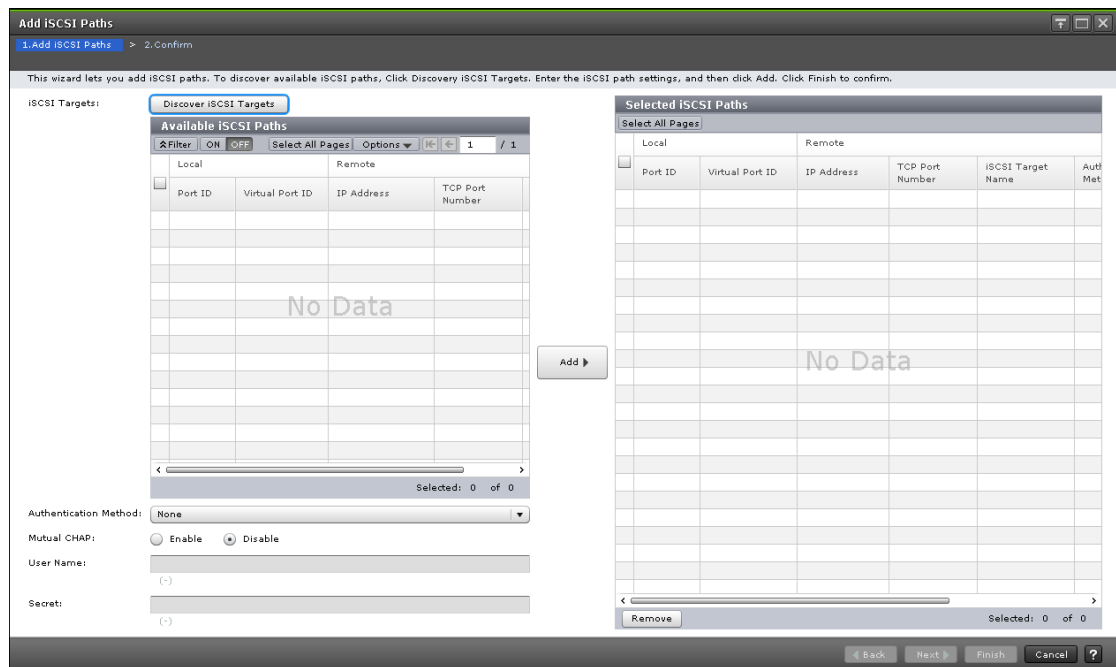 Add iSCSI Paths
1.Add iSCSI Paths > 2.Confirm
This wizard lets you add iSCSI paths. To discover available iSCSI paths, Click Discovery iSCSI Targets. Enter the iSCSI path settings, and then click Add. Click Finish to confirm.
iSCSI Targets:
Discover iSCSI Targets
Available iSCSI Paths
Filter ON OFF Select All Pages Options 1 / 1
Local Remote
Port ID Virtual Port ID IP Address TCP Port
Number
No Data
Selected: 0 of 0
Authentication Method: None
Mutual CHAP: Enable Disable
User Name:
(-)
Secret:
(-)
Add
Selected iSCSI Paths
Select All Pages
Local Remote
Port ID Virtual Port ID IP Address TCP Port
Number iSCSI Target
Name Auth
Met
No Data
Remove Selected: 0 of 0
Back Next Finish Cancel ?